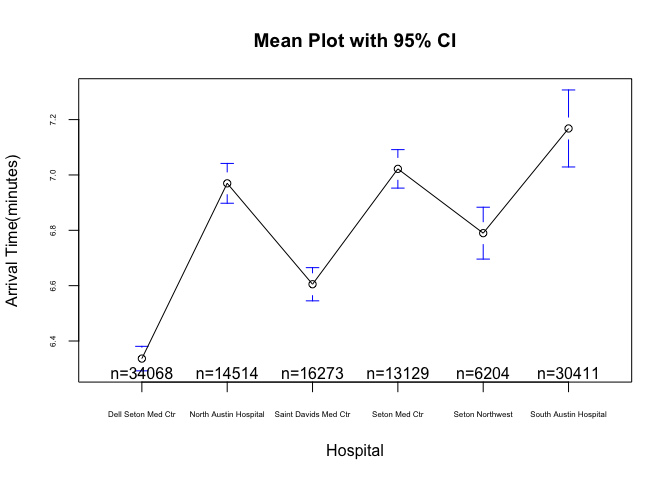 Mean Plot with 95% CI
Arrival Time(minutes)
7.2
7.0
6.8
6.6
6.4
n=34068 n=14514 n=16273 n=13129 n=6204 n=30411
Dell Seton Med Ctr North Austin Hospital Saint Davids Med Ctr Seton Med Ctr Seton Northwest South Austin Hospital
Hospital